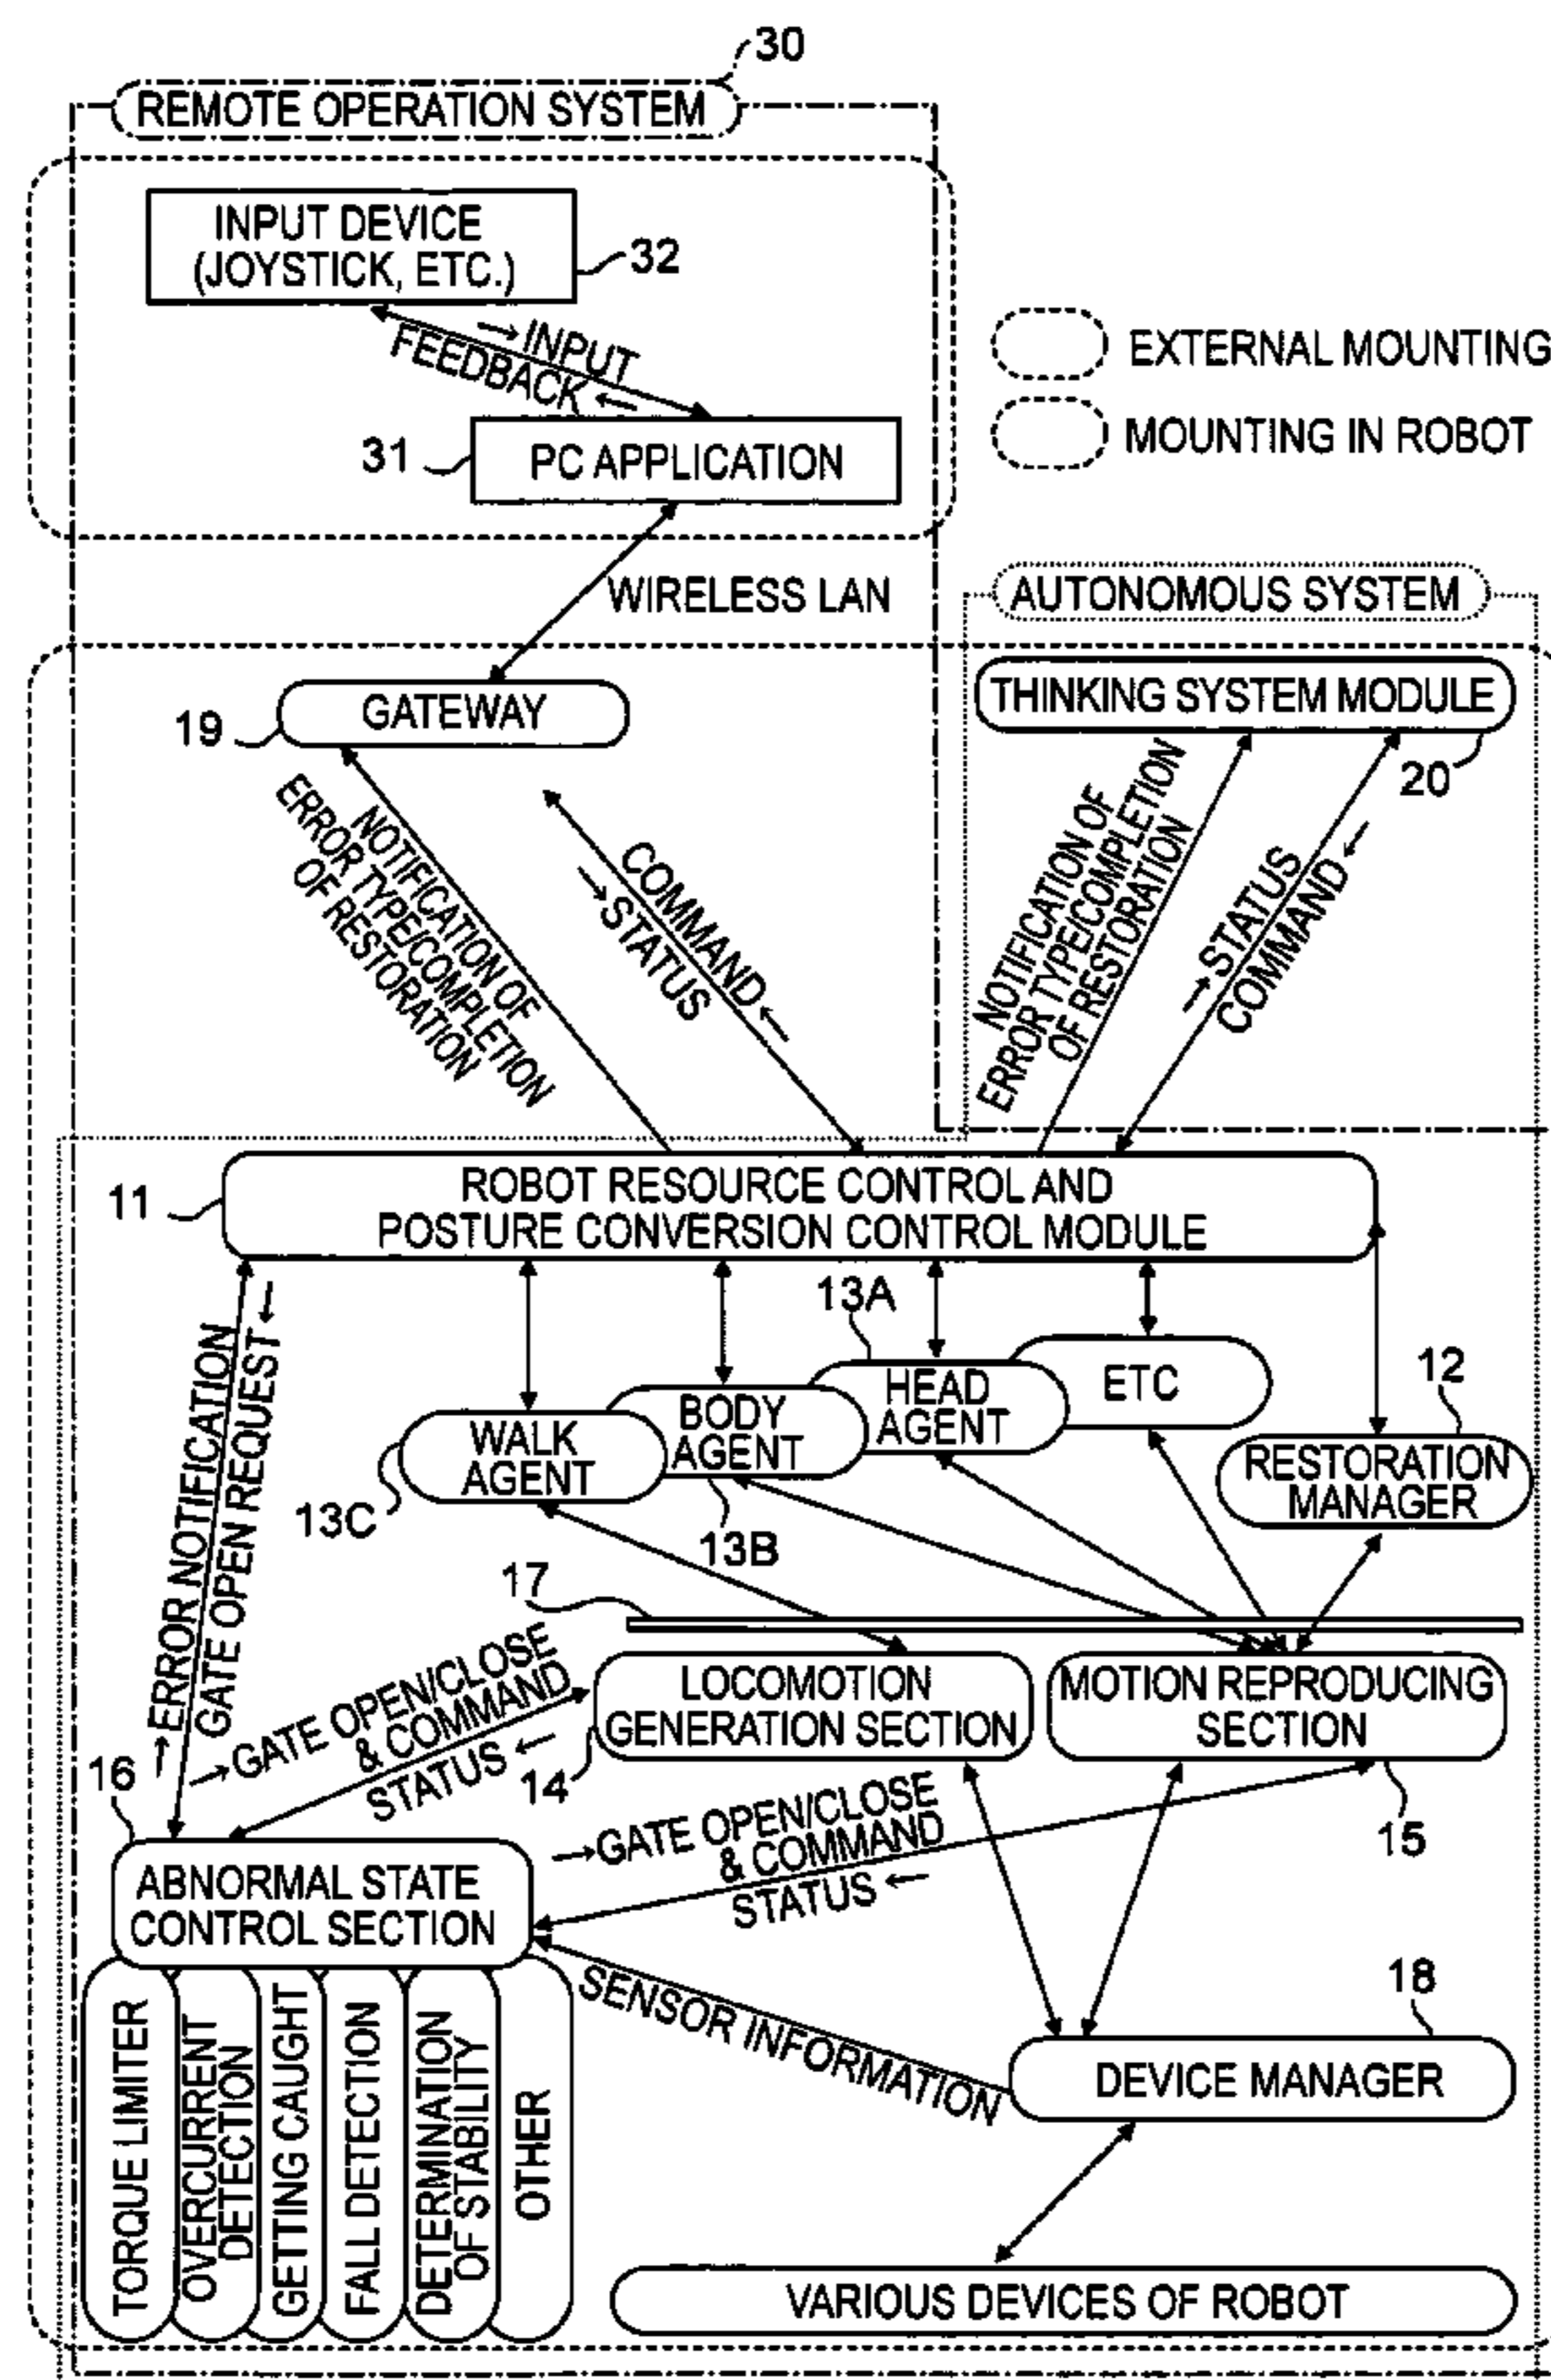 30
REMOTE OPERATION SYSTEM
INPUT DEVICE
(JOYSTICK, ETC.)
32
→INPUT
FEEDBACK←
EXTERNAL MOUNTING
MOUNTING IN ROBOT
31
PC APPLICATION
WIRELESS LAN
AUTONOMOUS SYSTEM
GATEWAY
19
THINKING SYSTEM MODULE
20
NOTIFICATION OF
ERROR TYPE/COMPLETION
OF RESTORATION
COMMAND←
→STATUS
NOTIFICATION OF
ERROR TYPE/COMPLETION
OF RESTORATION
→STATUS
COMMAND←
11
ROBOT RESOURCE CONTROL AND
POSTURE CONVERSION CONTROL MODULE
13A
ETC
HEAD
AGENT
BODY
AGENT
WALK
AGENT
13C
13B
12
RESTORATION
MANAGER
→ERROR NOTIFICATION
GATE OPEN REQUEST←
17
→GATE OPEN/CLOSE
& COMMAND
STATUS←
LOCOMOTION
GENERATION SECTION
14
MOTION REPRODUCING
SECTION
15
16
→GATE OPEN/CLOSE
& COMMAND
STATUS←
ABNORMAL STATE
CONTROL SECTION
SENSOR INFORMATION
18
DEVICE MANAGER
TORQUE LIMITER
OVERCURRENT
DETECTION
GETTING CAUGHT
FALL DETECTION
DETERMINATION
OF STABILITY
OTHER
VARIOUS DEVICES OF ROBOT